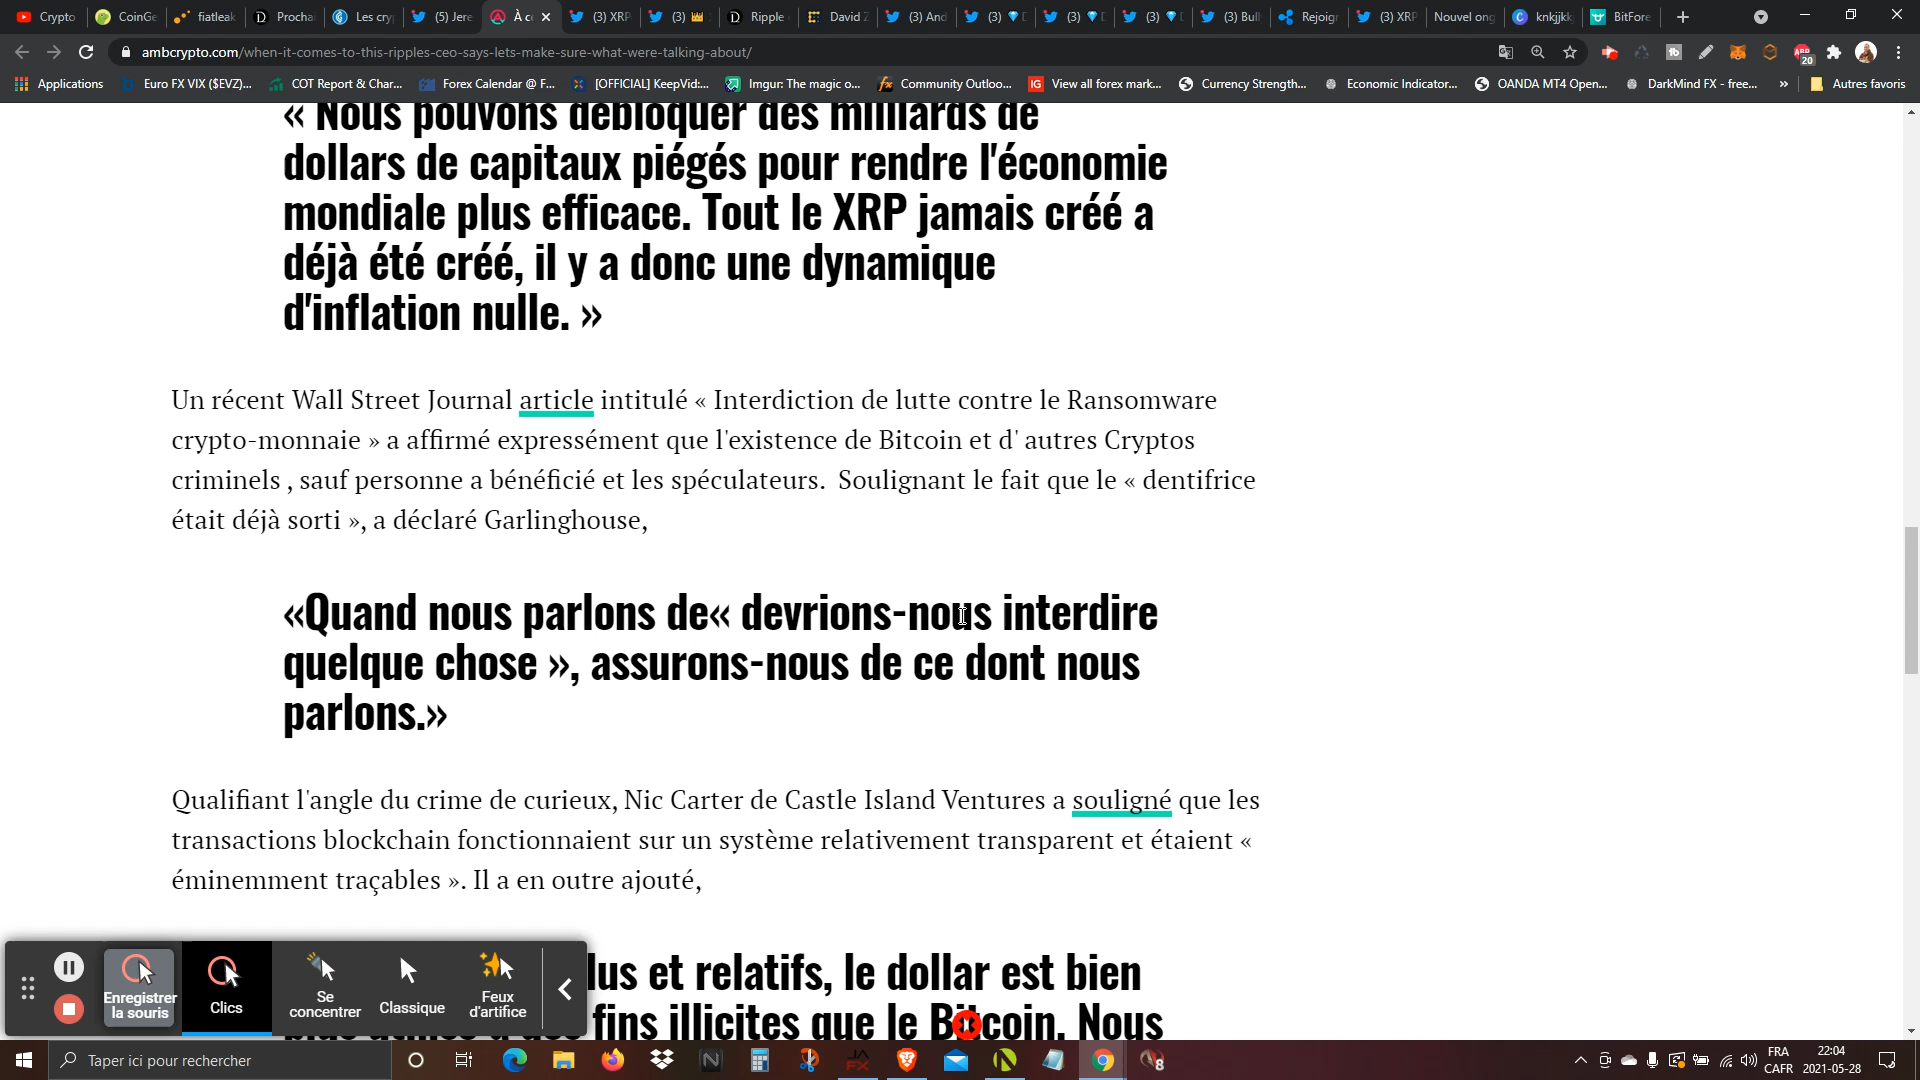 Crypto
CoinGe
fiatleak
Procha
Les cry
(5) Jere
À c
(3) XRP
(3)
Ripple
David Z
(3) And
(3)
(3)
(3)
(3) Bull
Rejoigr
(3) XRP
Nouvel ong
knkjjkk
BitFore
ambcrypto.com/when-it-comes-to-this-ripples-ceo-says-lets-make-sure-what-were-talking-about/
20
Applications
Euro FX VIX ($EVZ)...
COT Report & Char...
Forex Calendar @ F...
[OFFICIAL] KeepVid:...
Imgur: The magic o...
Community Outloo...
View all forex mark...
Currency Strength...
Economic Indicator...
OANDA MT4 Open...
DarkMind FX - free...
»
Autres favoris
« Nous pouvons débloquer des milliards de
dollars de capitaux piégés pour rendre l'économie
mondiale plus efficace. Tout le XRP jamais créé a
déjà été créé, il y a donc une dynamique
d'inflation nulle. »
Un récent Wall Street Journal article intitulé « Interdiction de lutte contre le Ransomware
crypto-monnaie » a affirmé expressément que l'existence de Bitcoin et d' autres Cryptos
criminels , sauf personne a bénéficié et les spéculateurs. Soulignant le fait que le « dentifrice
était déjà sorti », a déclaré Garlinghouse,
«Quand nous parlons de« devrions-nous interdire
quelque chose », assurons-nous de ce dont nous
parlons.»
Qualifiant l'angle du crime de curieux, Nic Carter de Castle Island Ventures a souligné que les
transactions blockchain fonctionnaient sur un système relativement transparent et étaient «
éminemment traçables ». Il a en outre ajouté,
lus et relatifs, le dollar est bien
fins illicites que le Bitcoin. Nous
Enregistrer
la souris
Clics
Se
concentrer
Classique
Feux
d'artifice
Taper ici pour rechercher
FRA
CAFR
22:04
2021-05-28